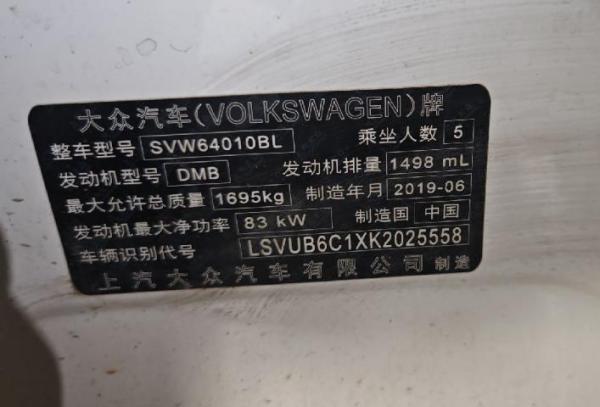 大众汽车(VOLKSWAGEN)牌
整车型号 SVW64010BL 乘坐人数 5
发动机型号 DMB 发动机排量 1498 mL
最大允许总质量 1695kg 制造年月 2019-06
发动机最大净功率 83 kW 制造国 中国
车辆识别代号 LSVUB6C1XK2025558
上汽大众汽车有限公司 制造